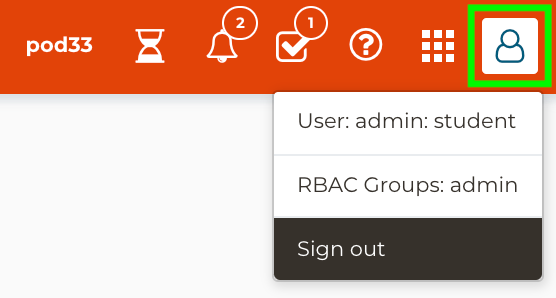 pod33
2
1
User: admin: student
RBAC Groups: admin
Sign out